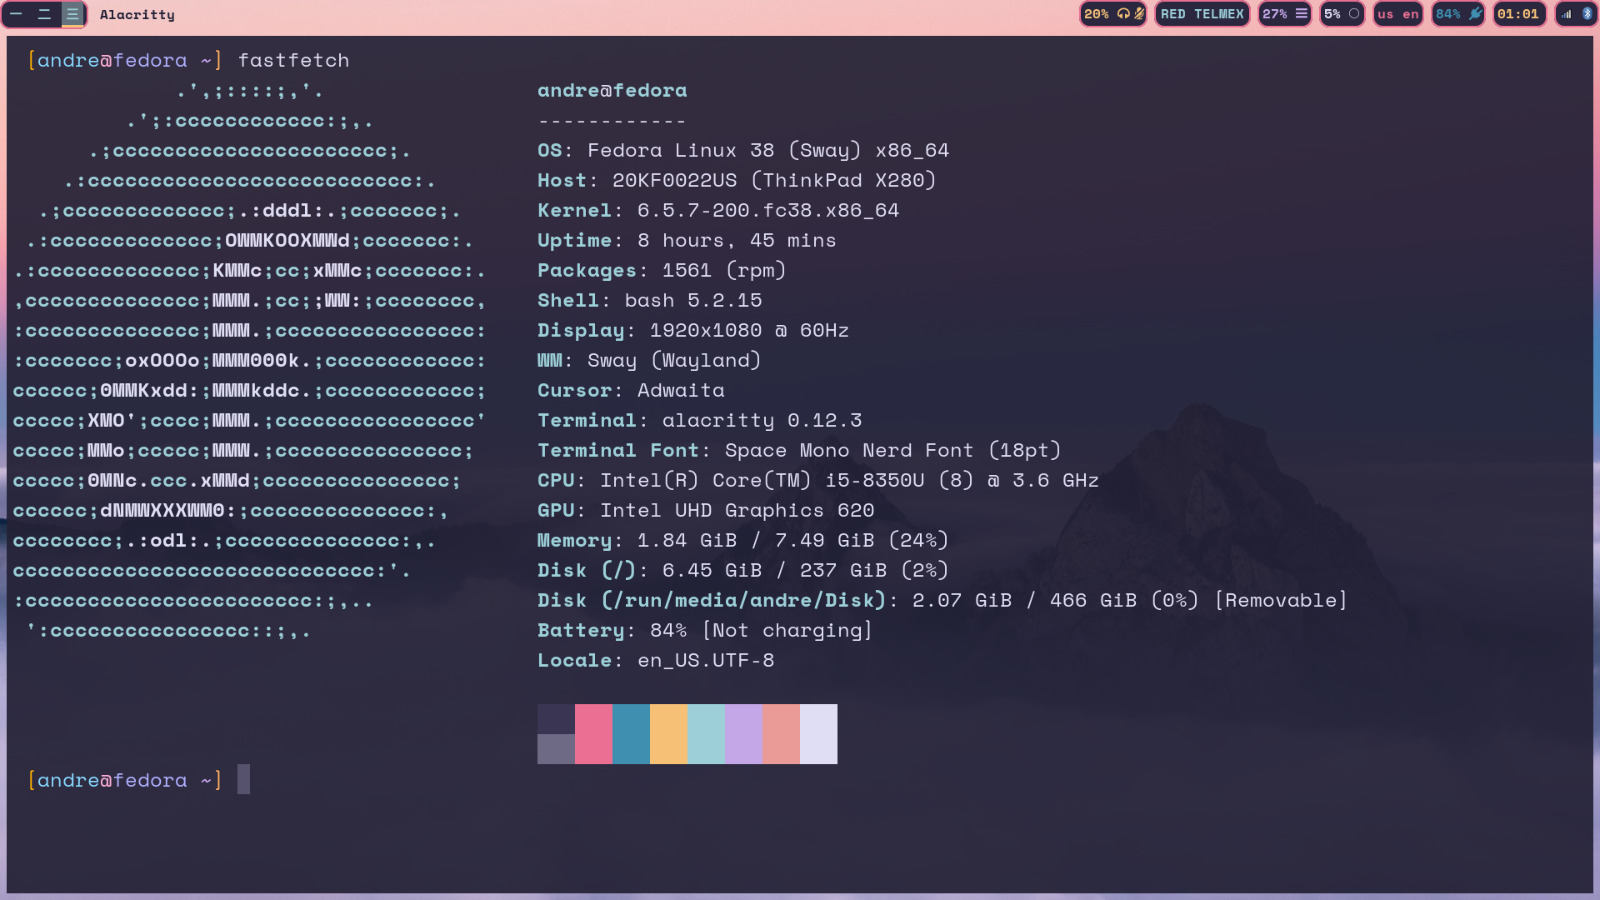 Alacritty
20%
RED TELMEX
27%
5%
us en
84%
01:01
[andre@fedora ~] fastfetch
.',;::::;,'.
.';:cccccccccccc:;,.
.;cccccccccccccccccccccc;.
.:cccccccccccccccccccccccccc:.
.;ccccccccccccc;.:dddl:.;ccccccc;.
.:ccccccccccccc;OWMKOOXMWd;ccccccc:.
.:ccccccccccccc;KMMc;cc;xMMc;ccccccc:.
,cccccccccccccc;MMM.;cc;;WW:;cccccccc,
:cccccccccccccc;MMM.;cccccccccccccccc:
:ccccccc;oxOOOo;MMM000k.;cccccccccccc:
cccccc;0MMKxdd:;MMMkddc.;cccccccccccc;
ccccc;XMO';cccc;MMM.;cccccccccccccccc'
ccccc;MMo;ccccc;MMW.;ccccccccccccccc;
ccccc;0MNc.ccc.xMMd;ccccccccccccccc;
cccccc;dNMWXXXWM0:;cccccccccccccc:,
cccccccc;.:odl:.;cccccccccccccc:,.
ccccccccccccccccccccccccccccc:'.
:ccccccccccccccccccccccc:;,..
':cccccccccccccccc::;,.
andre@fedora
------------
OS: Fedora Linux 38 (Sway) x86_64
Host: 20KF0022US (ThinkPad X280)
Kernel: 6.5.7-200.fc38.x86_64
Uptime: 8 hours, 45 mins
Packages: 1561 (rpm)
Shell: bash 5.2.15
Display: 1920x1080 @ 60Hz
WM: Sway (Wayland)
Cursor: Adwaita
Terminal: alacritty 0.12.3
Terminal Font: Space Mono Nerd Font (18pt)
CPU: Intel(R) Core(TM) i5-8350U (8) @ 3.6 GHz
GPU: Intel UHD Graphics 620
Memory: 1.84 GiB / 7.49 GiB (24%)
Disk (/): 6.45 GiB / 237 GiB (2%)
Disk (/run/media/andre/Disk): 2.07 GiB / 466 GiB (0%) [Removable]
Battery: 84% [Not charging]
Locale: en_US.UTF-8
[andre@fedora ~]